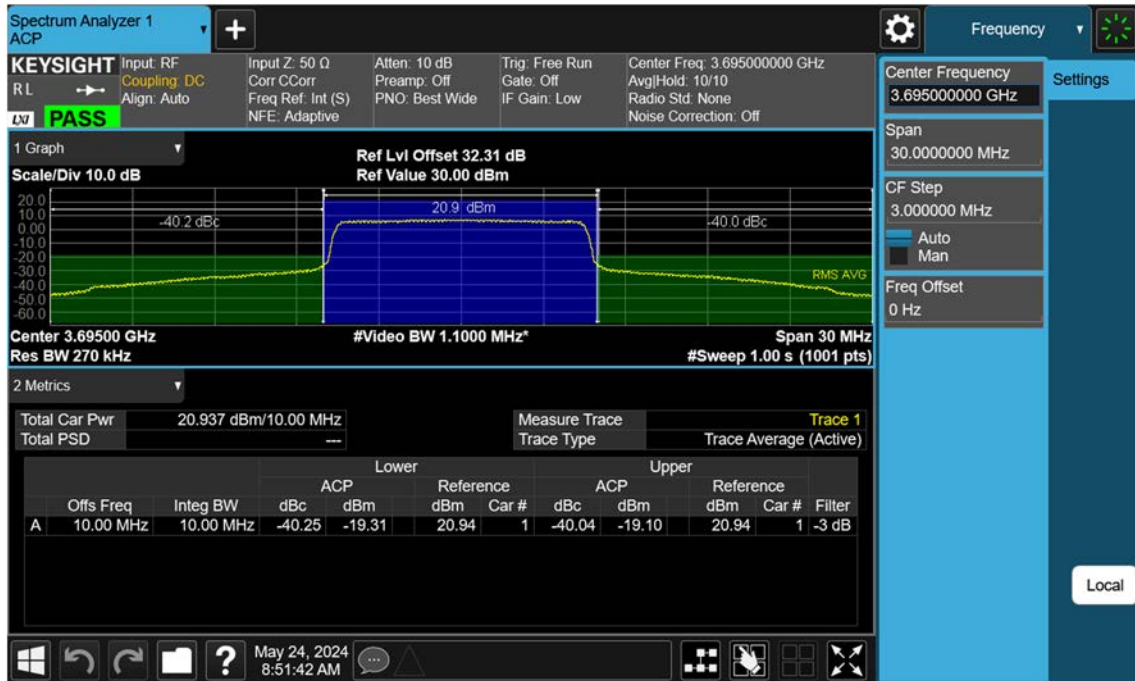 Spectrum Analyzer 1
ACP
Frequency
KEYSIGHT
RL
LXI PASS
Input: RF
Coupling: DC
Align: Auto
Input Z: 50 Ω
Corr CCorr
Freq Ref: Int (S)
NFE: Adaptive
Atten: 10 dB
Preamp: Off
PNO: Best Wide
Trig: Free Run
Gate: Off
IF Gain: Low
Center Freq: 3.695000000 GHz
Avg|Hold: 10/10
Radio Std: None
Noise Correction: Off
Center Frequency
3.695000000 GHz
Settings
Span
30.0000000 MHz
CF Step
3.000000 MHz
Auto
Man
Freq Offset
0 Hz
Local
1 Graph
Scale/Div 10.0 dB
Ref Lvl Offset 32.31 dB
Ref Value 30.00 dBm
20.0
10.0
0.00
-10.0
-20.0
-30.0
-40.0
-50.0
-60.0
-40.2 dBc
20.9 dBm
-40.0 dBc
RMS AVG
Center 3.69500 GHz
#Video BW 1.1000 MHz*
Span 30 MHz
Res BW 270 kHz
#Sweep 1.00 s (1001 pts)
2 Metrics
Total Car Pwr 20.937 dBm/10.00 MHz
Total PSD ---
Measure Trace Trace 1
Trace Type Trace Average (Active)
Lower Upper
ACP Reference ACP Reference
Offs Freq Integ BW dBc dBm dBm Car # dBc dBm dBm Car # Filter
A 10.00 MHz 10.00 MHz -40.25 -19.31 20.94 1 -40.04 -19.10 20.94 1 -3 dB
?
May 24, 2024
8:51:42 AM